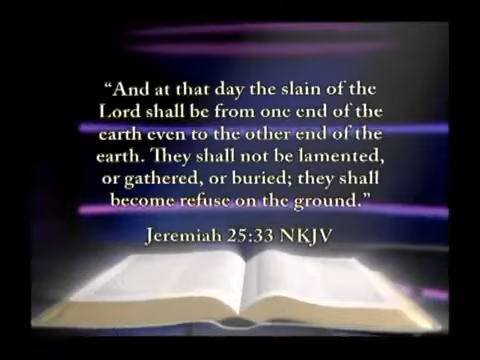 “And at that day the slain of the
Lord shall be from one end of the
earth even to the other end of the
earth. They shall not be lamented,
or gathered, or buried; they shall
become refuse on the ground.”
Jeremiah 25:33 NKJV